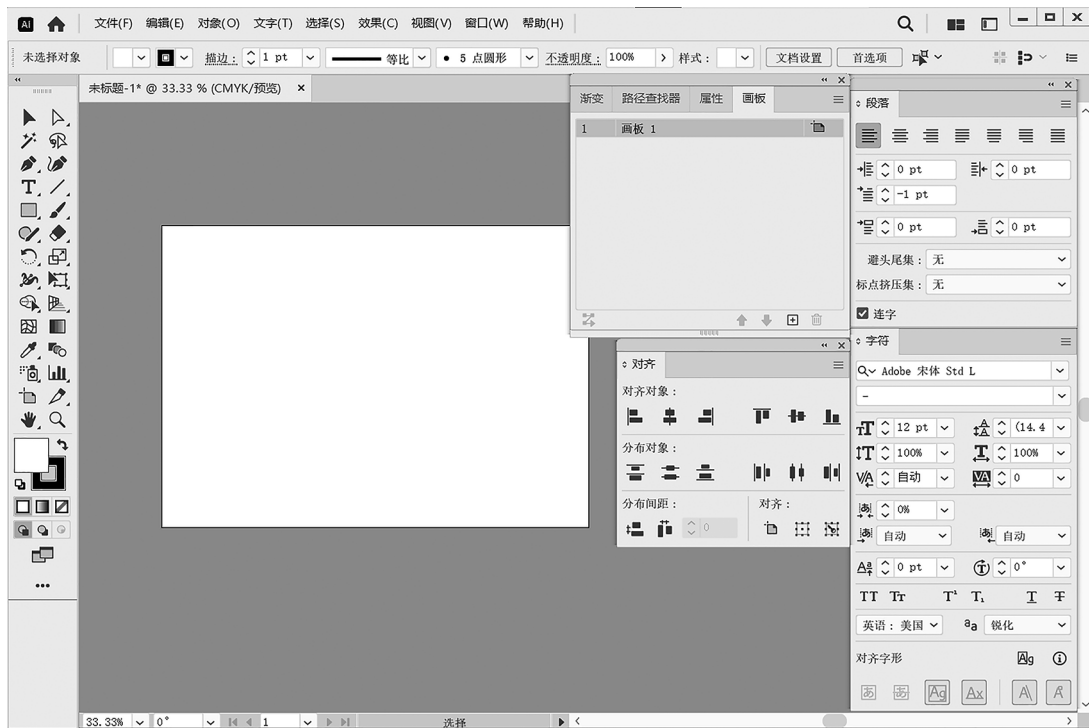 Ai 文件(F) 编辑(E) 对象(O) 文字(T) 选择(S) 效果(C) 视图(V) 窗口(W) 帮助(H)
未选择对象 描边: 1 pt 等比 5 点圆形 不透明度: 100% 样式: 文档设置 首选项
未标题-1* @ 33.33 % (CMYK/预览) ×
渐变 路径查找器 属性 画板
1 画板 1
对齐
对齐对象:
分布对象:
分布间距: 对齐:
0
段落
0 pt 0 pt
-1 pt
0 pt 0 pt
避头尾集: 无
标点挤压集: 无
连字
字符
Adobe 宋体 Std L
-
12 pt (14.4
100% 100%
自动 0
0%
自动 自动
0 pt 0°
TT Tr T¹ T₁ T T
英语: 美国 aa 锐化
对齐字形
33.33% 0° 1 选择